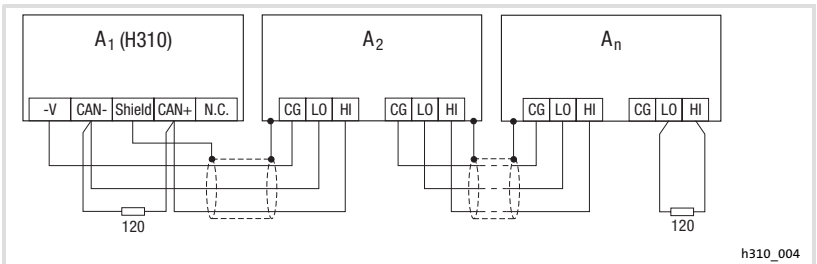 A1 (H310)
A2
An
-V CAN- Shield CAN+ N.C.
CG LO HI
CG LO HI
CG LO HI
CG LO HI
120
120
h310_004